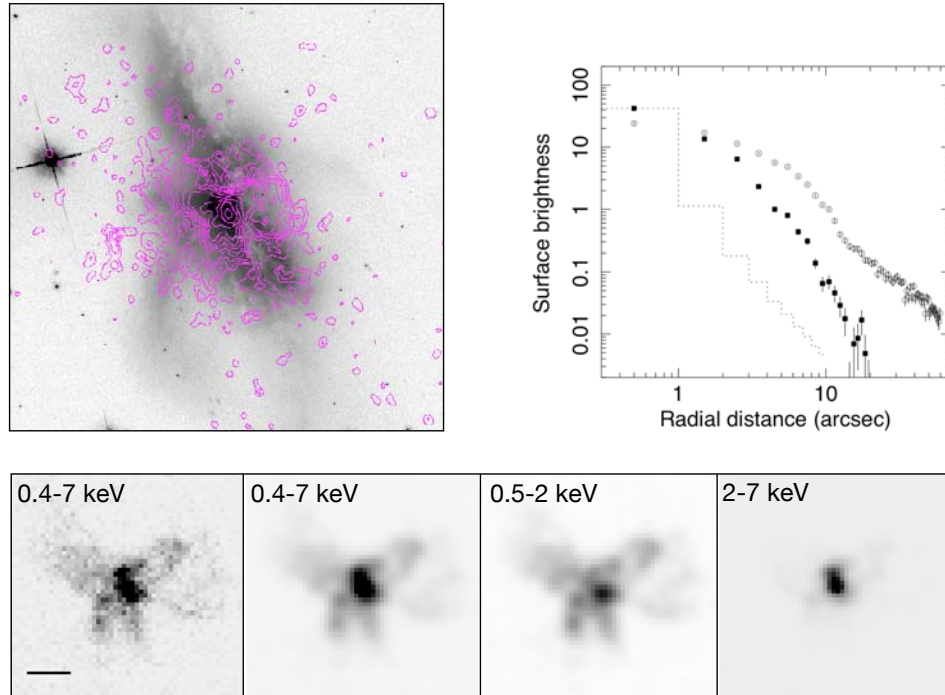 100
10
1
0.1
0.01
Surface brightness
1
10
Radial distance (arcsec)
0.4-7 keV
0.4-7 keV
0.5-2 keV
2-7 keV